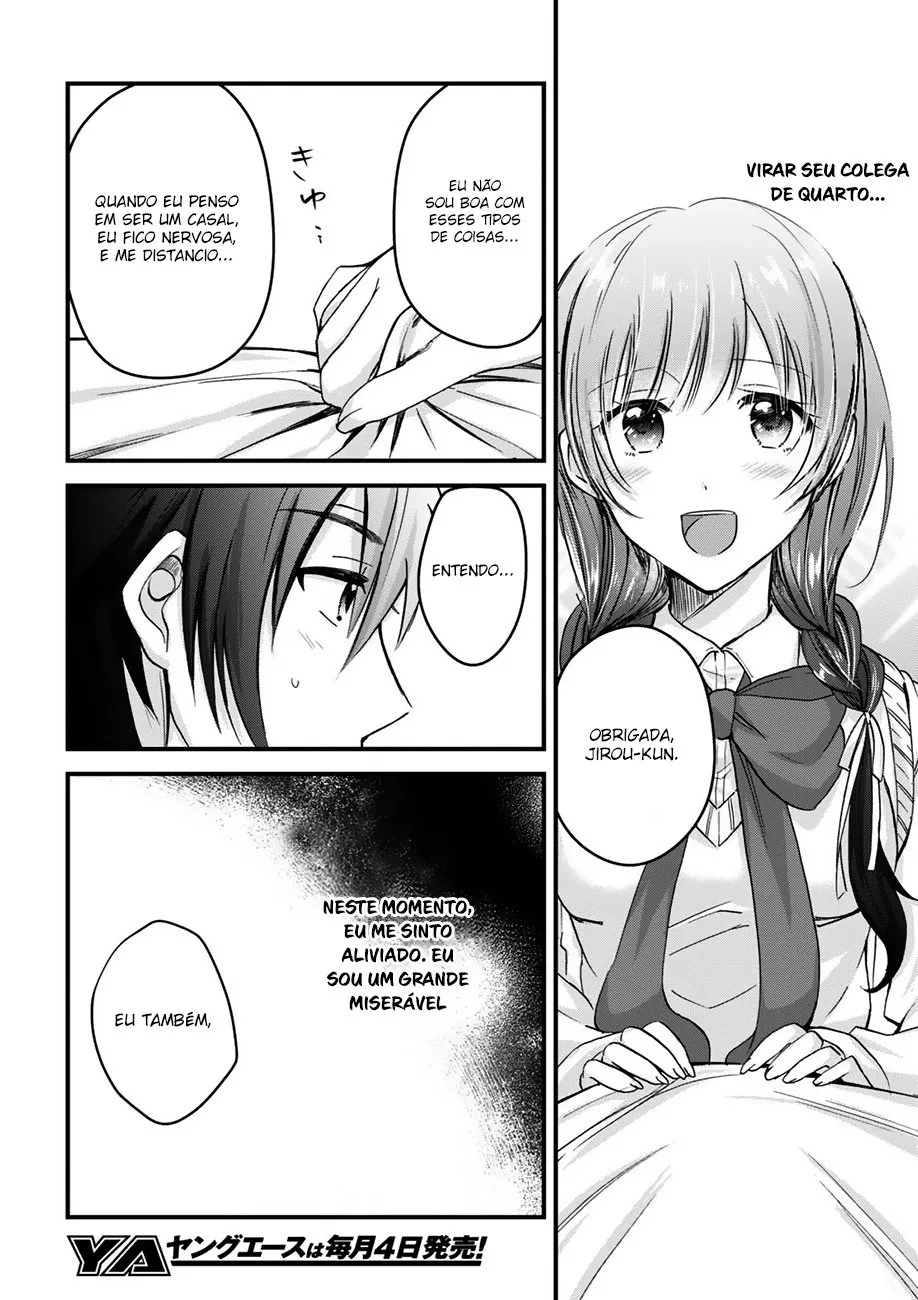 VIRAR SEU COLEGA
DE QUARTO...
OBRIGADA,
JIROU-KUN.
EU NÃO
SOU BOA COM
ESSES TIPOS
DE COISAS...
きゅ…
QUANDO EU PENSO
EM SER UM CASAL,
EU FICO NERVOSA,
E ME DISTANCIO...
ENTENDO...
NESTE MOMENTO,
EU ME SINTO
ALIVIADO. EU
SOU UM GRANDE
MISERÁVEL
EU TAMBÉM,
YA ヤングエースは毎月4日発売!